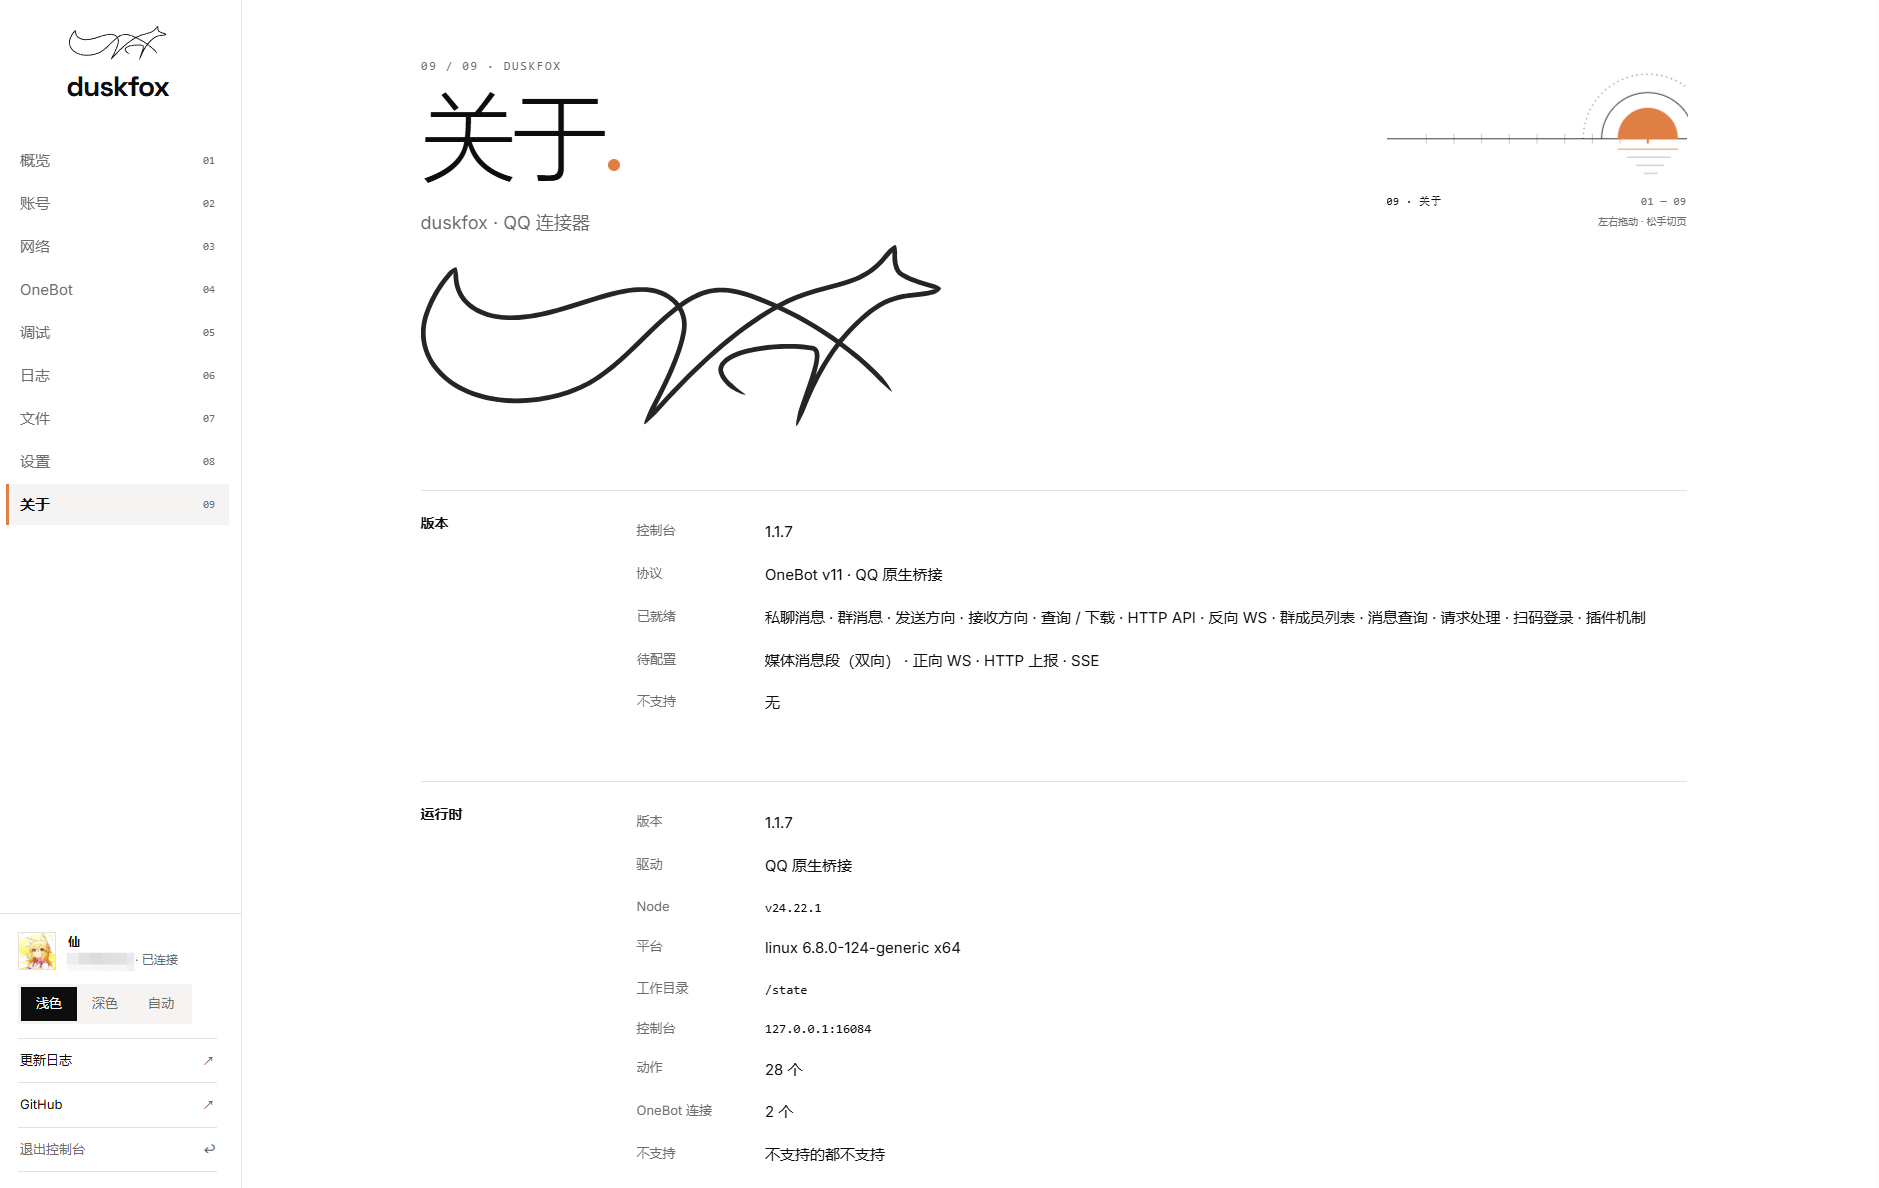 duskfox
概览 01
账号 02
网络 03
OneBot 04
调试 05
日志 06
文件 07
设置 08
关于 09
仙
· 已连接
浅色 深色 自动
更新日志 ↗
GitHub ↗
退出控制台 ↩
09 / 09 · DUSKFOX
关于.
duskfox · QQ 连接器
09 · 关于 01 — 09
左右拖动 · 松手切页
版本
控制台 1.1.7
协议 OneBot v11 · QQ 原生桥接
已就绪 私聊消息 · 群消息 · 发送方向 · 接收方向 · 查询 / 下载 · HTTP API · 反向 WS · 群成员列表 · 消息查询 · 请求处理 · 扫码登录 · 插件机制
待配置 媒体消息段（双向） · 正向 WS · HTTP 上报 · SSE
不支持 无
运行时
版本 1.1.7
驱动 QQ 原生桥接
Node v24.22.1
平台 linux 6.8.0-124-generic x64
工作目录 /state
控制台 127.0.0.1:16084
动作 28 个
OneBot 连接 2 个
不支持 不支持的都不支持